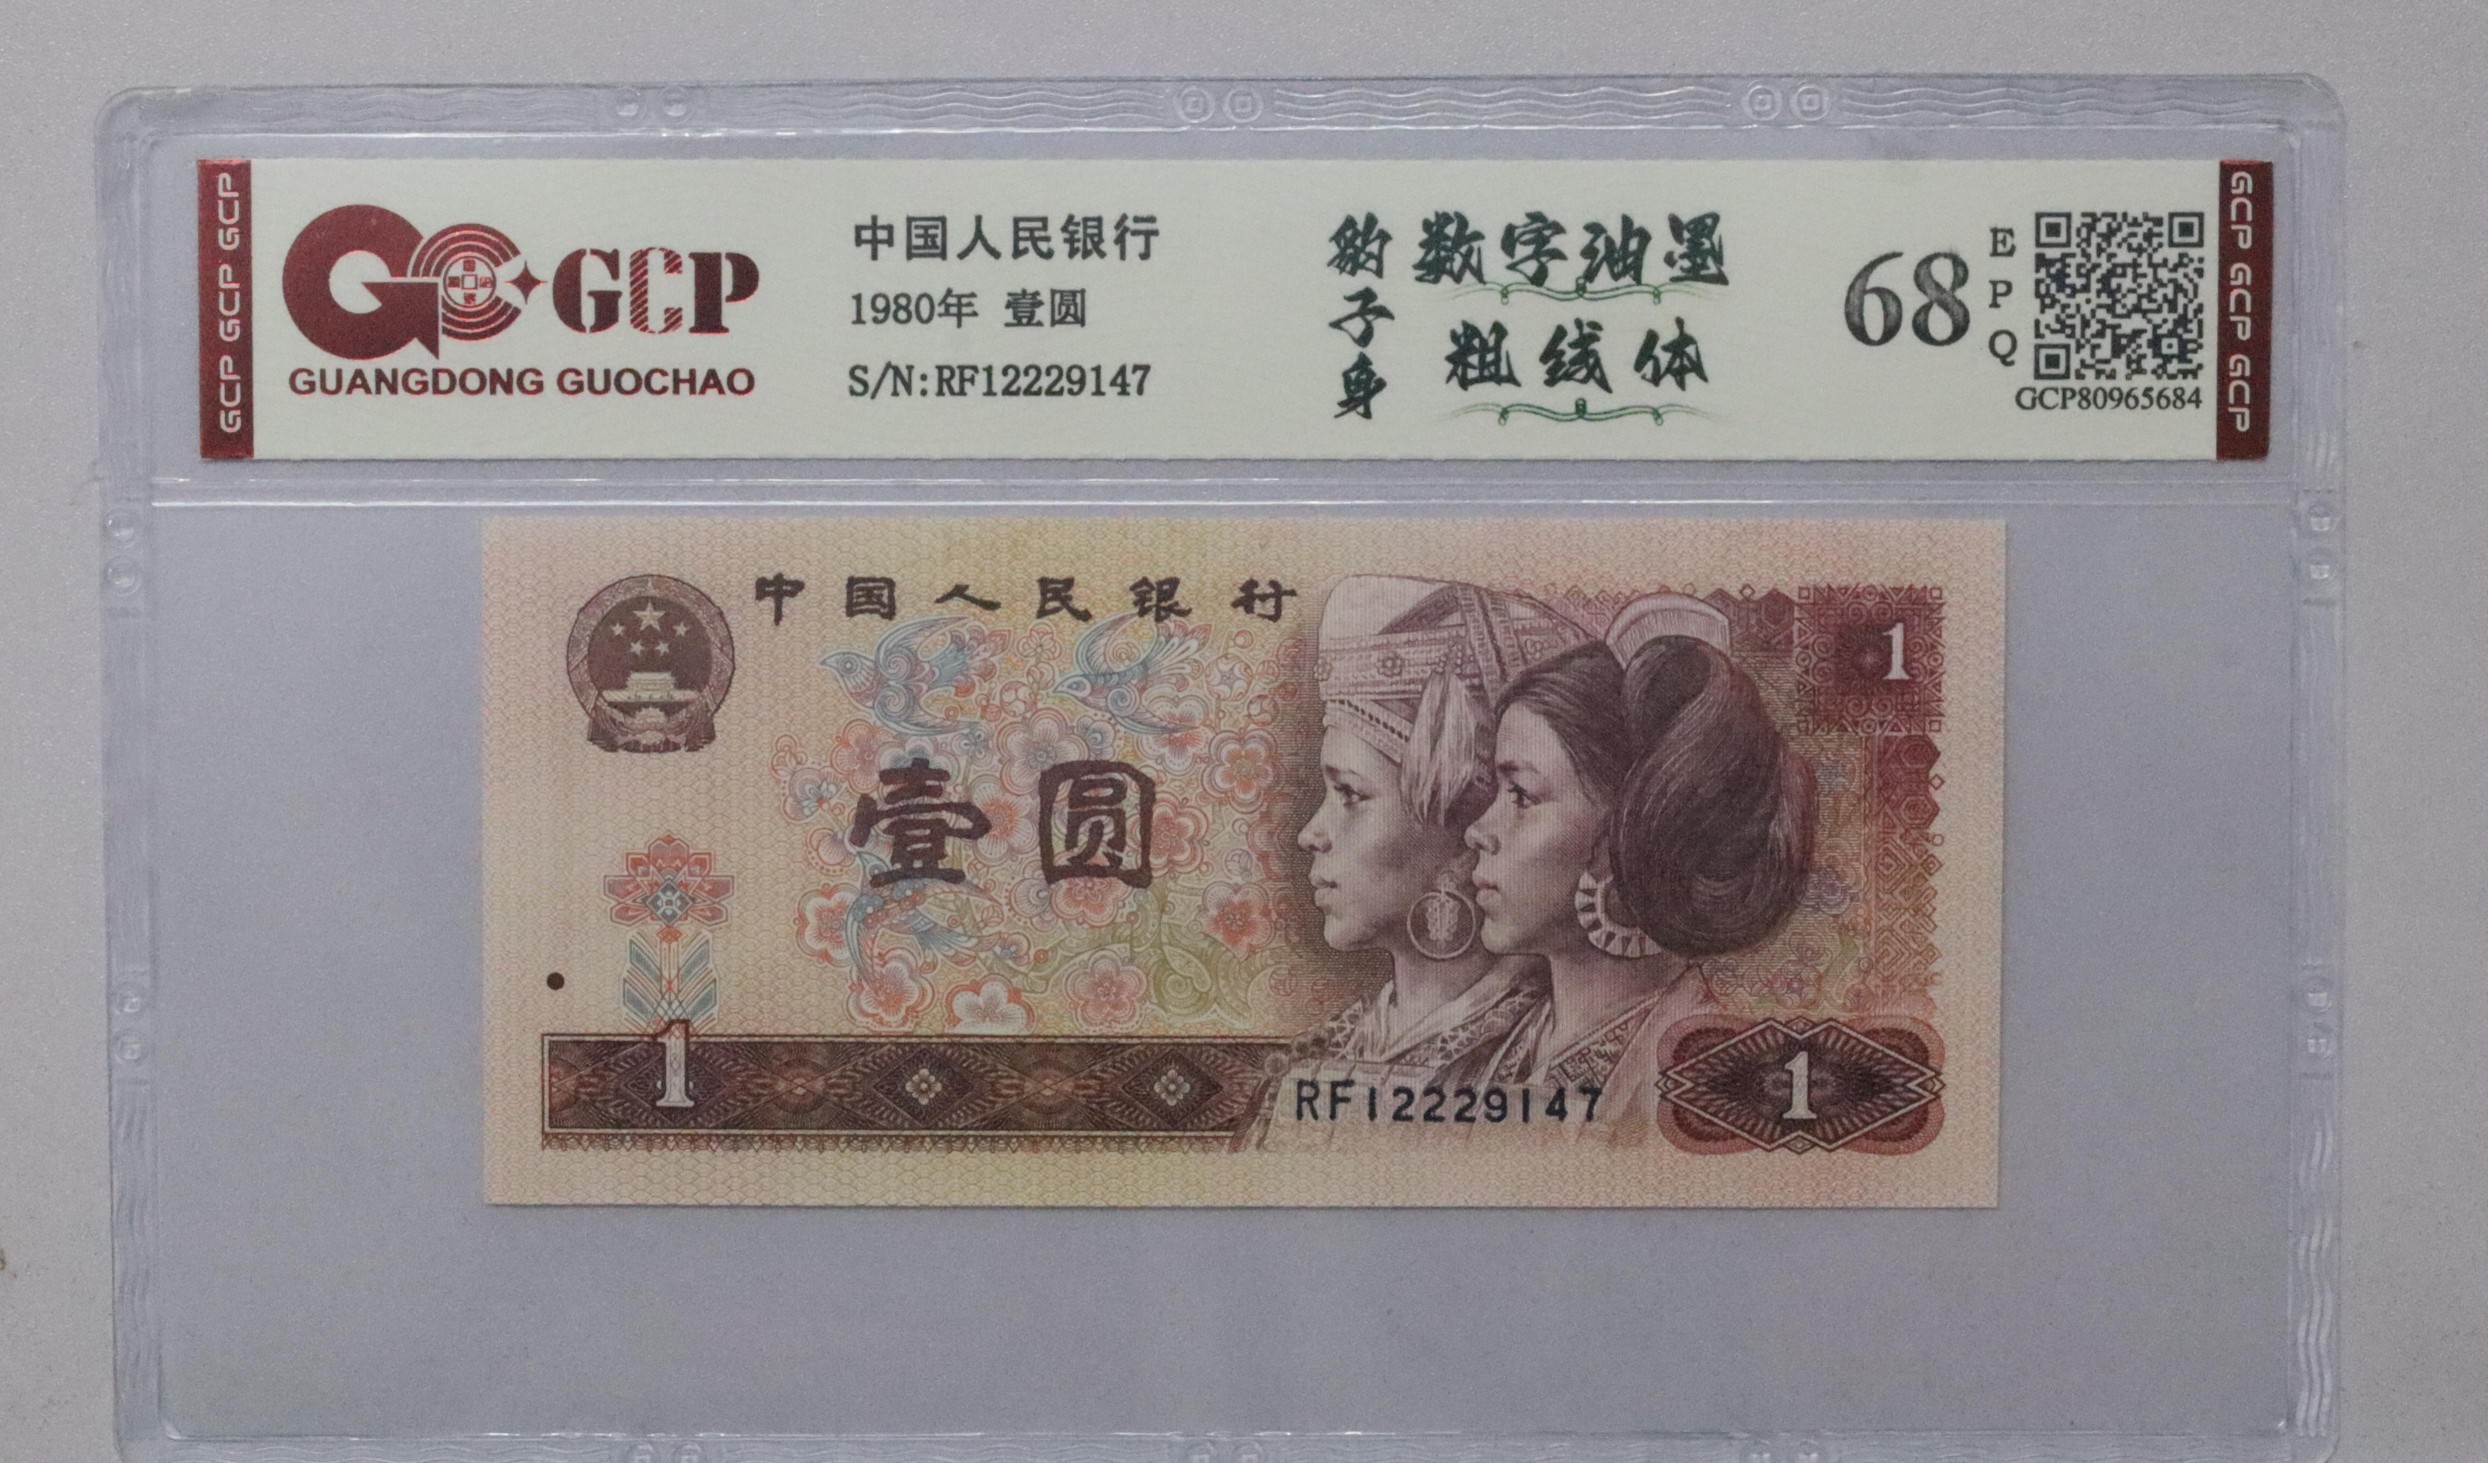 GCP GCP GCP
GCP
GUANGDONG GUOCHAO
中国人民银行
1980年 壹圆
S/N:RF12229147
豹子身
数字油墨
粗线体
68
EPQ
GCP80965684
GCP GCP GCP
中国人民银行
1
壹圆
1
RF12229147
1